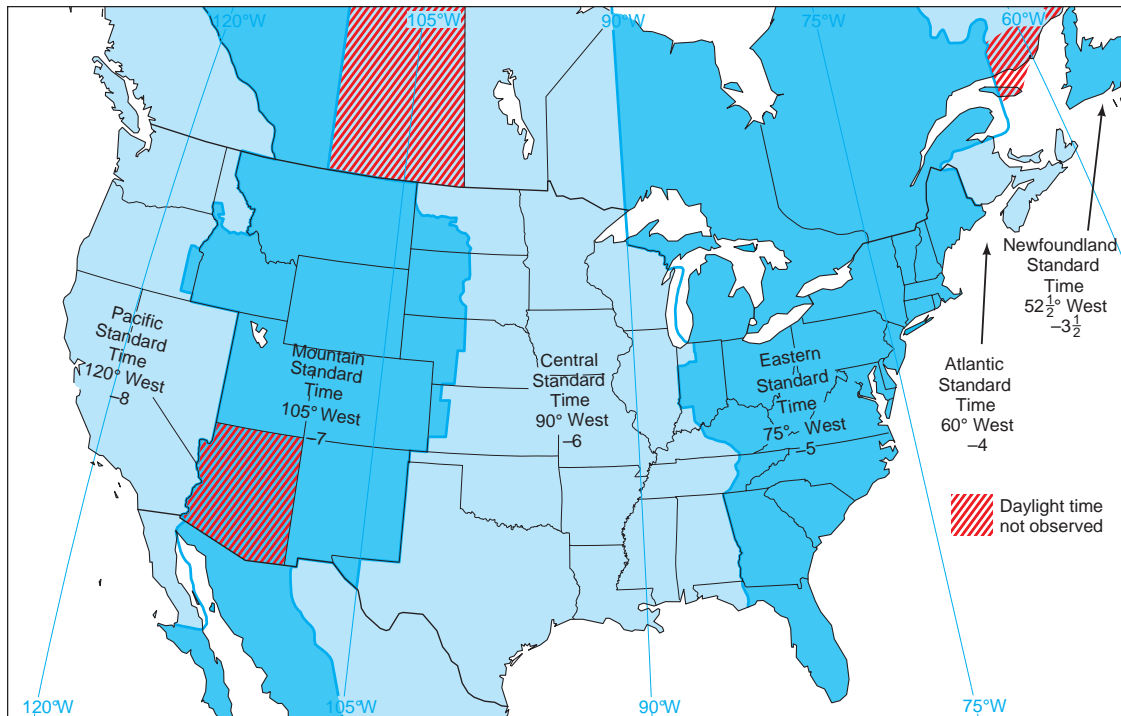 120°W
105°W
90°W
75°W
60°W
Pacific
Standard
Time
120° West
–8
Mountain
Standard
Time
105° West
–7
Central
Standard
Time
90° West
–6
Eastern
Standard
Time
75° West
–5
Atlantic
Standard
Time
60° West
–4
Newfoundland
Standard
Time
52½° West
–3½
Daylight time
not observed
120°W
105°W
90°W
75°W